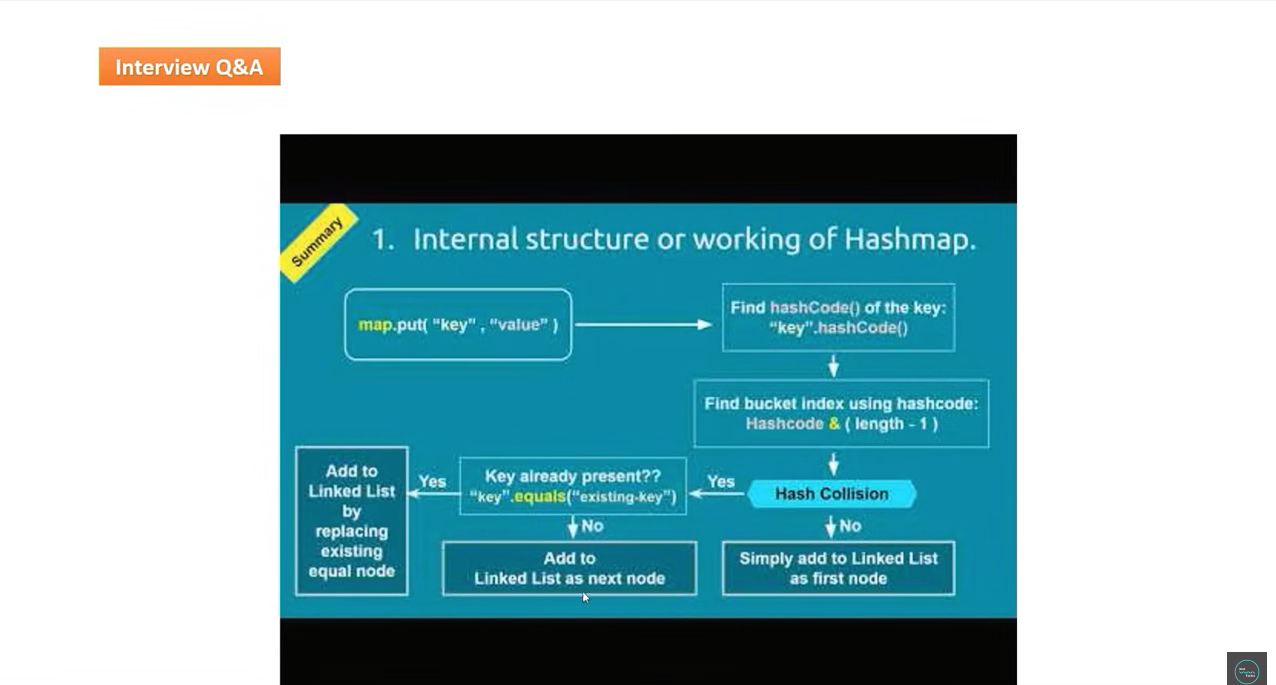 Interview Q&A
Summary
1. Internal structure or working of Hashmap.
map.put( “key” , “value” )
Find hashCode() of the key:
“key”.hashCode()
Find bucket index using hashcode:
Hashcode & ( length - 1 )
Hash Collision
Yes
Key already present??
“key”.equals(“existing-key”)
Yes
Add to
Linked List
by
replacing
existing
equal node
No
Add to
Linked List as next node
No
Simply add to Linked List
as first node